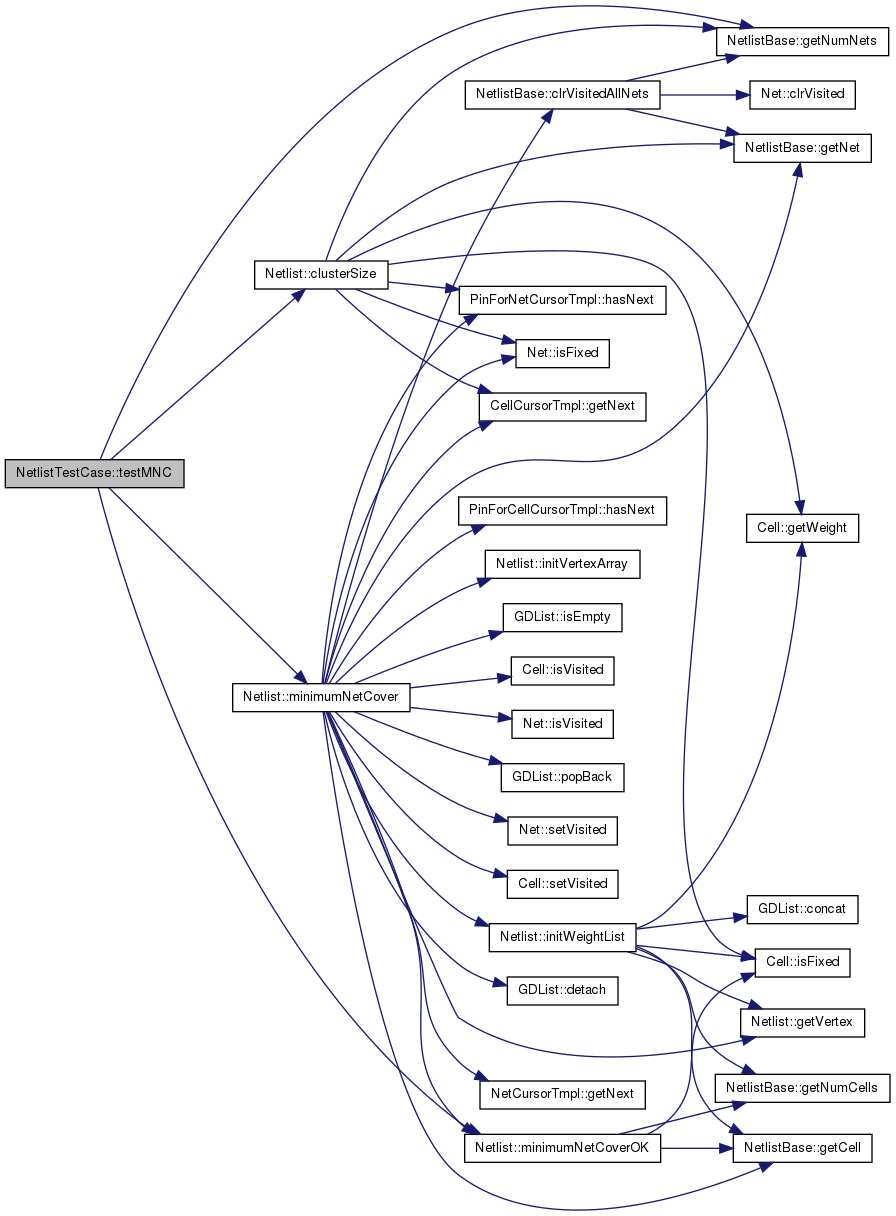 NetlistBase::getNumNets
NetlistBase::clrVisitedAllNets
Net::clrVisited
NetlistBase::getNet
Netlist::clusterSize
PinForNetCursorTmpl::hasNext
Net::isFixed
CellCursorTmpl::getNext
NetlistTestCase::testMNC
PinForCellCursorTmpl::hasNext
Cell::getWeight
Netlist::initVertexArray
GDList::isEmpty
Cell::isVisited
Netlist::minimumNetCover
Net::isVisited
GDList::popBack
Net::setVisited
Cell::setVisited
GDList::concat
Netlist::initWeightList
Cell::isFixed
GDList::detach
Netlist::getVertex
NetCursorTmpl::getNext
NetlistBase::getNumCells
Netlist::minimumNetCoverOK
NetlistBase::getCell